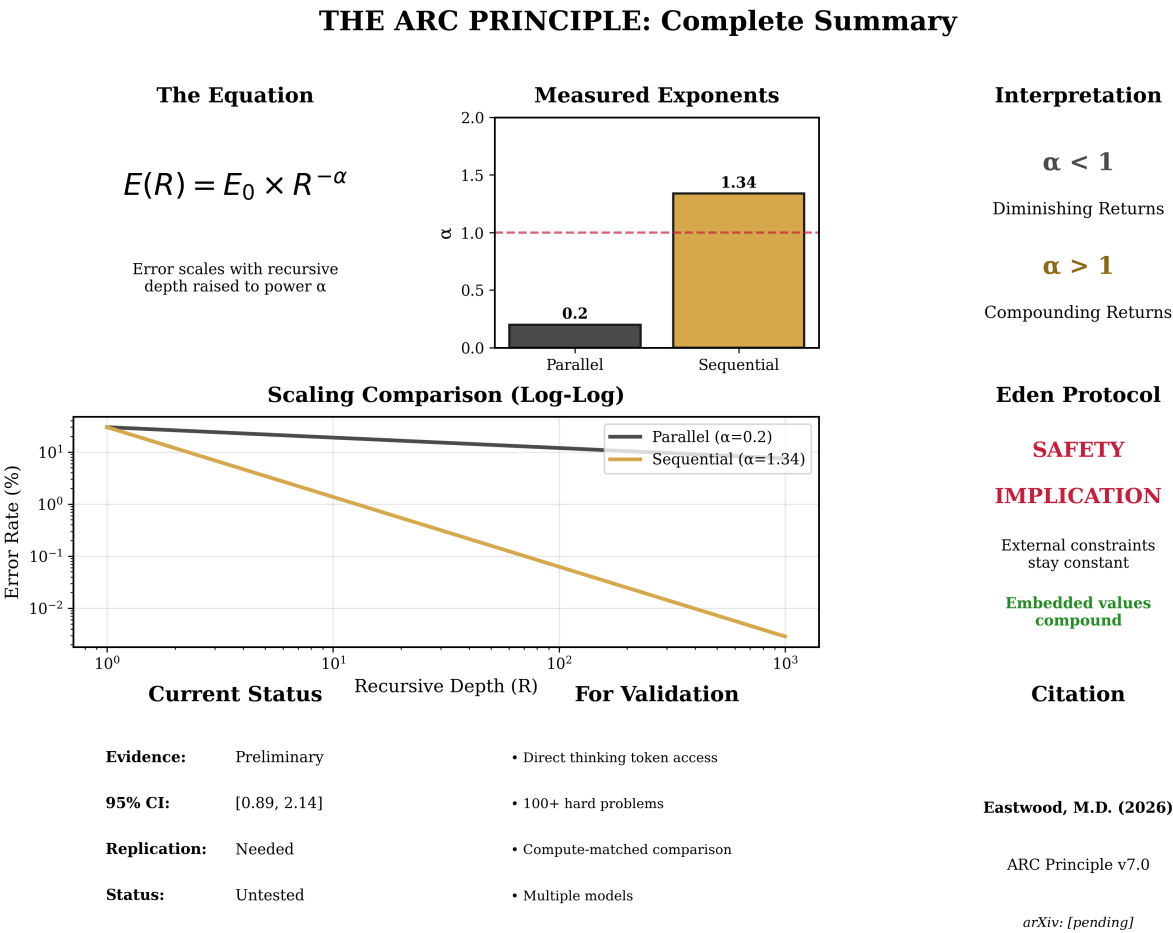 THE ARC PRINCIPLE: Complete Summary
The Equation
E(R) = E₀ × R⁻ᵅ
Error scales with recursive
depth raised to power α
Measured Exponents
α
2.0
1.5
1.0
0.5
0.0
0.2
1.34
Parallel
Sequential
Interpretation
α < 1
Diminishing Returns
α > 1
Compounding Returns
Scaling Comparison (Log-Log)
Error Rate (%)
10¹
10⁰
10⁻¹
10⁻²
Parallel (α=0.2)
Sequential (α=1.34)
10⁰
10¹
10²
10³
Recursive Depth (R)
Eden Protocol
SAFETY
IMPLICATION
External constraints
stay constant
Embedded values
compound
Current Status
Evidence: Preliminary
95% CI: [0.89, 2.14]
Replication: Needed
Status: Untested
For Validation
• Direct thinking token access
• 100+ hard problems
• Compute-matched comparison
• Multiple models
Citation
Eastwood, M.D. (2026)
ARC Principle v7.0
arXiv: [pending]